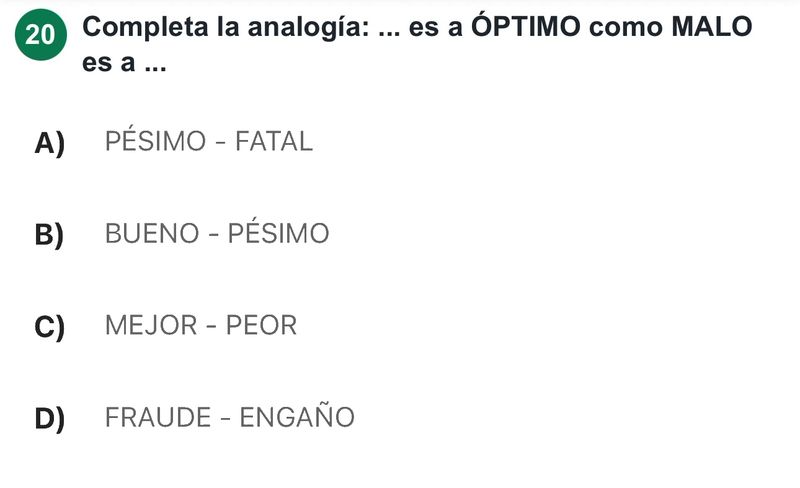 20 Completa la analogía: ... es a ÓPTIMO como MALO
es a ...
A) PÉSIMO - FATAL
B) BUENO - PÉSIMO
C) MEJOR - PEOR
D) FRAUDE - ENGAÑO